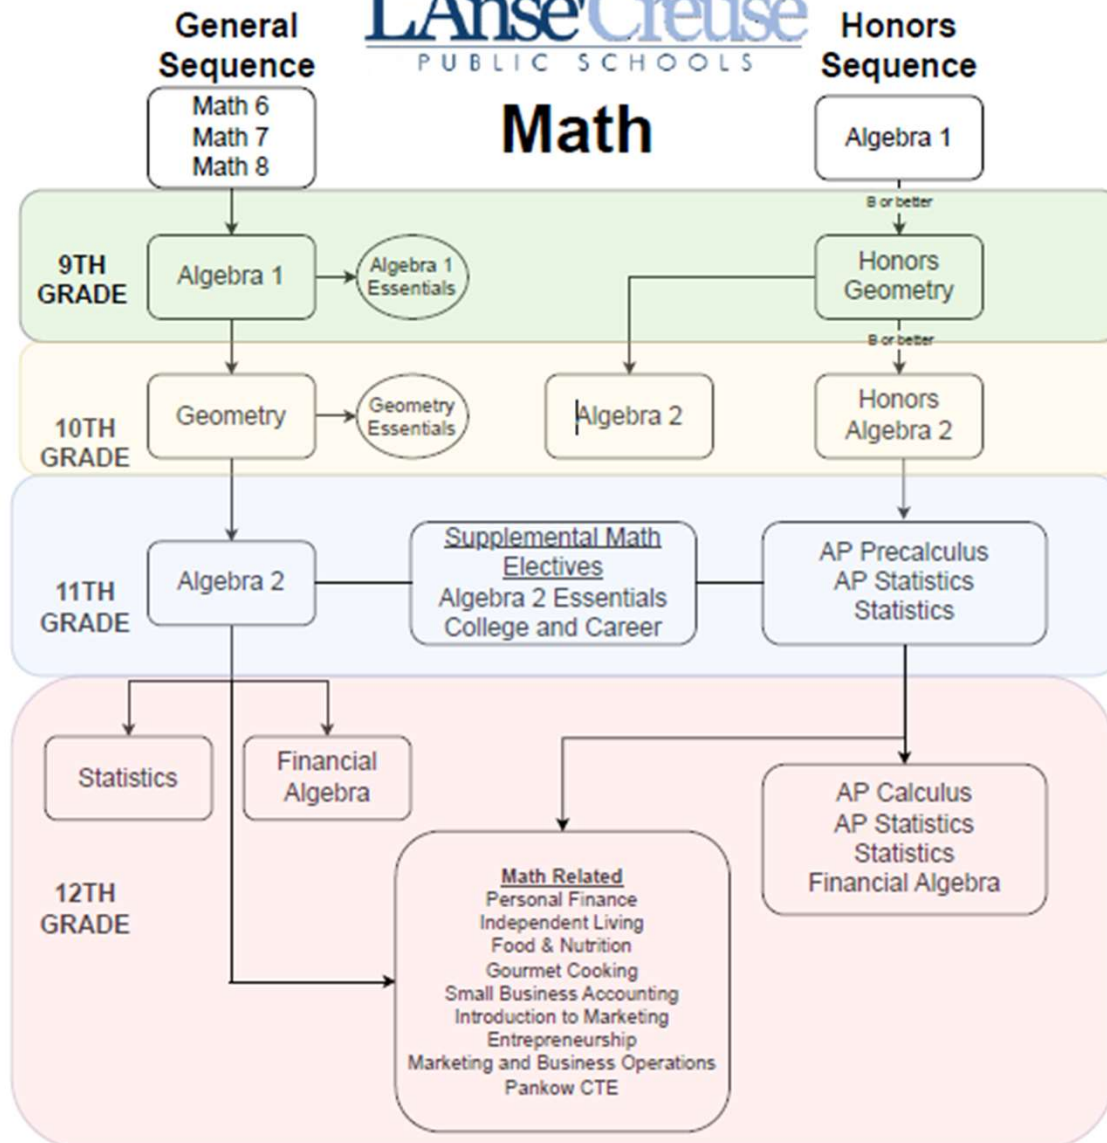 General
Sequence
L'Anse Creuse
PUBLIC SCHOOLS
Honors
Sequence
Math
Math 6
Math 7
Math 8
Algebra 1
B or better
9TH
GRADE
Algebra 1
Algebra 1
Essentials
Honors
Geometry
B or better
10TH
GRADE
Geometry
Geometry
Essentials
Algebra 2
Honors
Algebra 2
11TH
GRADE
Algebra 2
Supplemental Math
Electives
Algebra 2 Essentials
College and Career
AP Precalculus
AP Statistics
Statistics
12TH
GRADE
Statistics
Financial
Algebra
Math Related
Personal Finance
Independent Living
Food & Nutrition
Gourmet Cooking
Small Business Accounting
Introduction to Marketing
Entrepreneurship
Marketing and Business Operations
Pankow CTE
AP Calculus
AP Statistics
Statistics
Financial Algebra